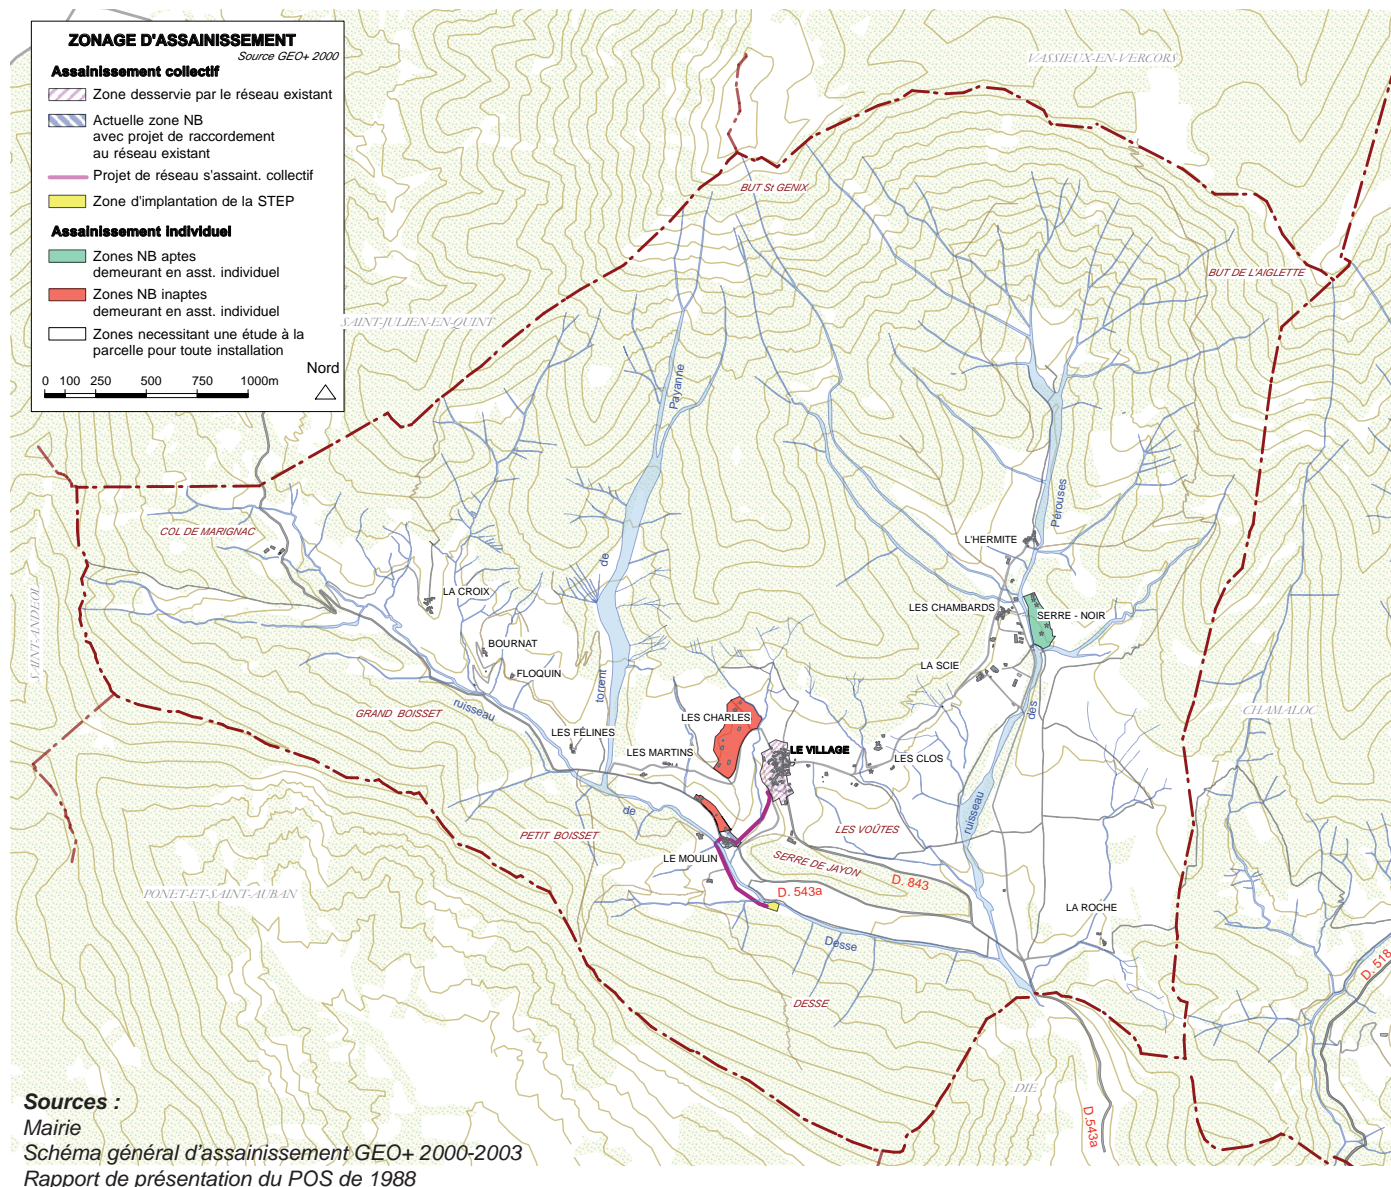 ZONAGE D'ASSAINISSEMENT
Source GEO+ 2000
Assainissement collectif
Zone desservie par le réseau existant
Actuelle zone NB
avec projet de raccordement
au réseau existant
Projet de réseau s'assaint. collectif
Zone d'implantation de la STEP
Assainissement individuel
Zones NB aptes
demeurant en asst. individuel
Zones NB inaptes
demeurant en asst. individuel
Zones necessitant une étude à la
parcelle pour toute installation
Nord
0 100 250 500 750 1000m
VASSIEUX-EN-VERCORS
BUT St GENIX
BUT DE L'AIGLETTE
SAINT-JULIEN-EN-QUINT
Payanne
de
torrent
Pérouses
des
ruisseau
COL DE MARIGNAC
L'HERMITE
LA CROIX
LES CHAMBARDS
SERRE - NOIR
SAINT-ANDEOL
BOURNAT
FLOQUIN
LA SCIE
ruisseau
GRAND BOISSET
LES CHARLES
CHAMALOC
LES FÉLINES
LES MARTINS
LE VILLAGE
LES CLOS
de
PETIT BOISSET
LES VOÛTES
LE MOULIN
SERRE DE JAYON
D. 843
D. 543a
PONET-ET-SAINT-AUBAN
LA ROCHE
Desse
D. 518
DESSE
DIE
D.543a
Sources :
Mairie
Schéma général d'assainissement GEO+ 2000-2003
Rapport de présentation du POS de 1988